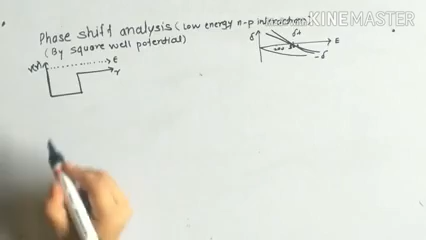 KINEMASTER
Phase shift analysis (Low energy n-p interaction)
(By square well potential)
V(r)
E
r
δ
δ+
E
-δ